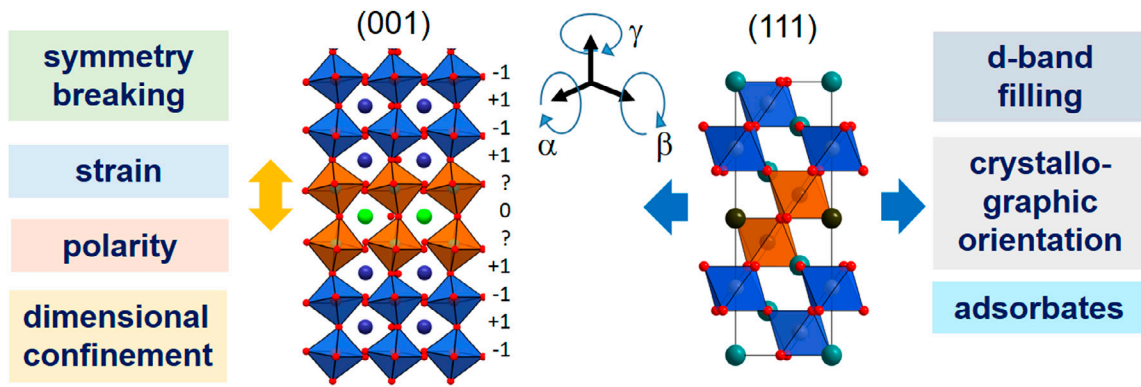 symmetry
breaking
strain
polarity
dimensional
confinement
(001)
-1
+1
-1
+1
?
0
?
+1
-1
+1
-1
γ
α
β
(111)
d-band
filling
crystallo-
graphic
orientation
adsorbates